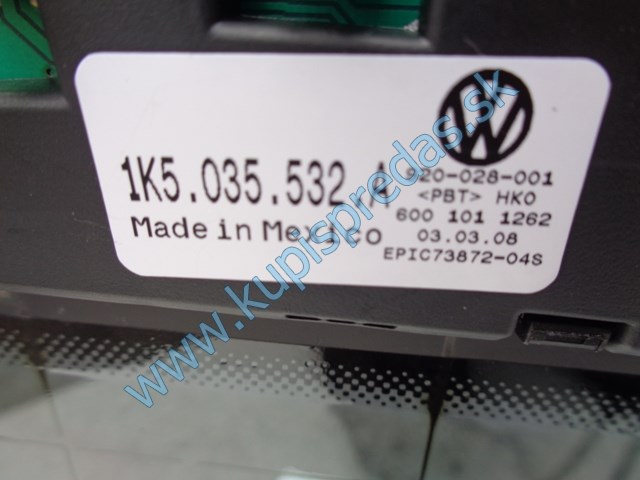 1K5.035.532 A
Made in Mexico
920-028-001
<PBT> HK0
600 101 1262
03.03.08
EPIC73872-04S
www.kupispredas.sk